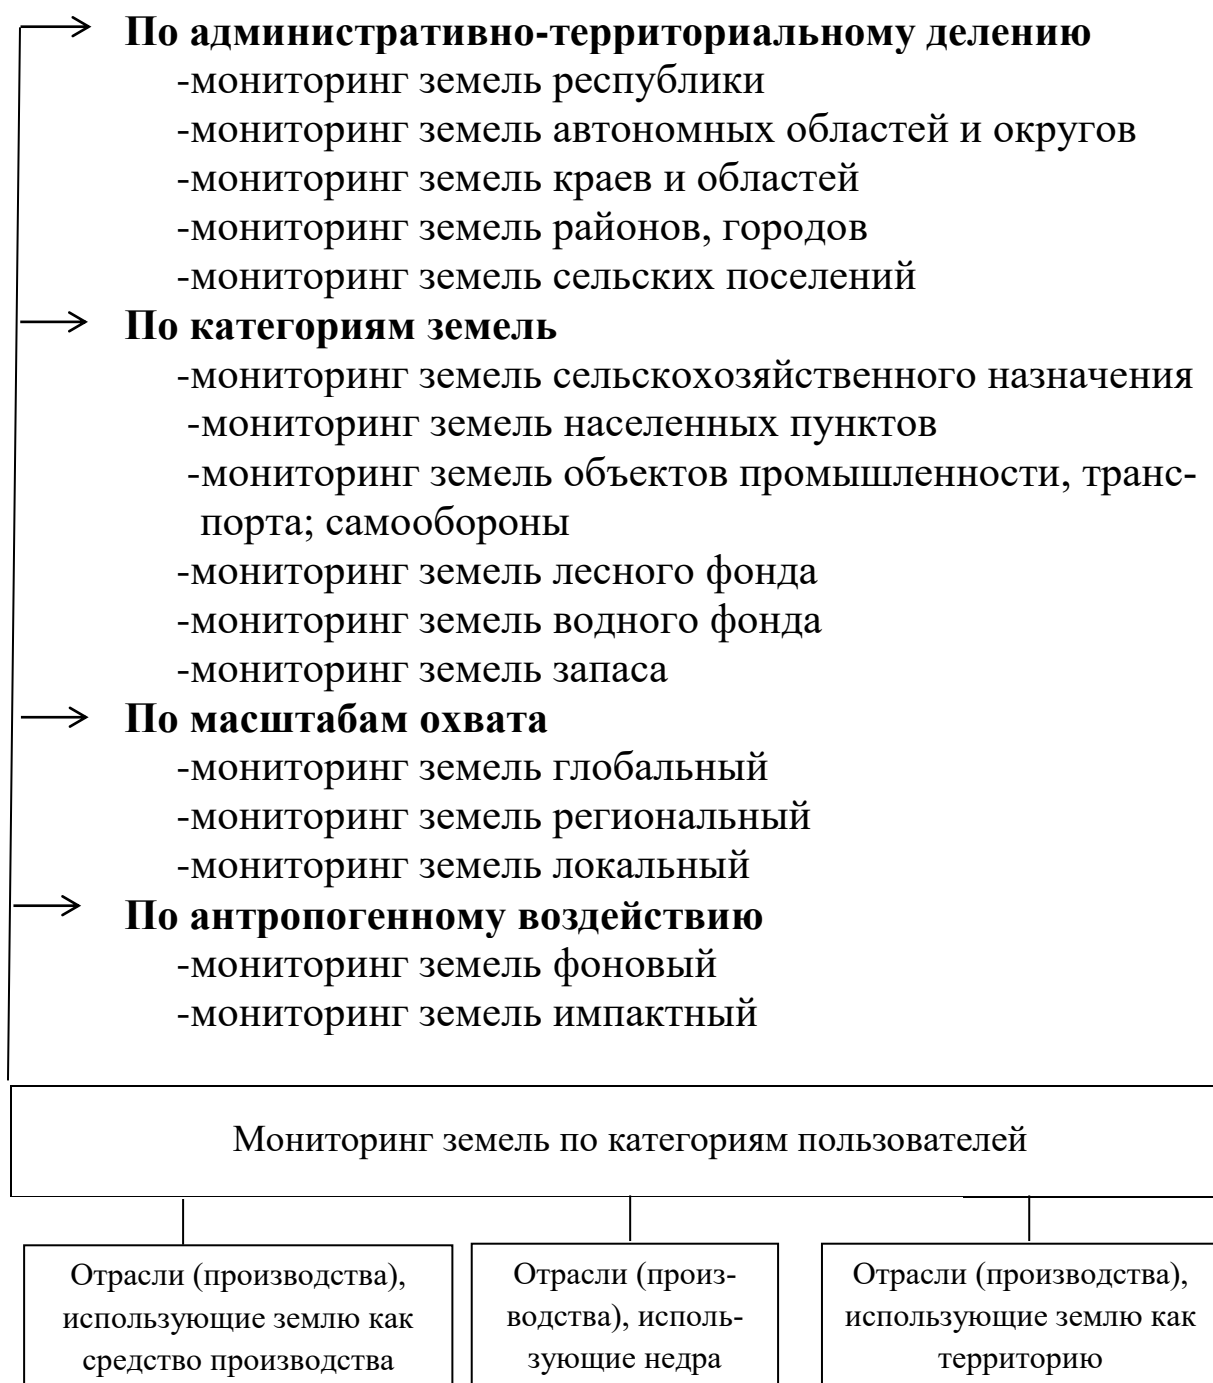 По административно-территориальному делению
-мониторинг земель республики
-мониторинг земель автономных областей и округов
-мониторинг земель краев и областей
-мониторинг земель районов, городов
-мониторинг земель сельских поселений
По категориям земель
-мониторинг земель сельскохозяйственного назначения
-мониторинг земель населенных пунктов
-мониторинг земель объектов промышленности, транс-
порта; самообороны
-мониторинг земель лесного фонда
-мониторинг земель водного фонда
-мониторинг земель запаса
По масштабам охвата
-мониторинг земель глобальный
-мониторинг земель региональный
-мониторинг земель локальный
По антропогенному воздействию
-мониторинг земель фоновый
-мониторинг земель импактный
Мониторинг земель по категориям пользователей
Отрасли (производства),
использующие землю как
средство производства
Отрасли (произ-
водства), исполь-
зующие недра
Отрасли (производства),
использующие землю как
территорию